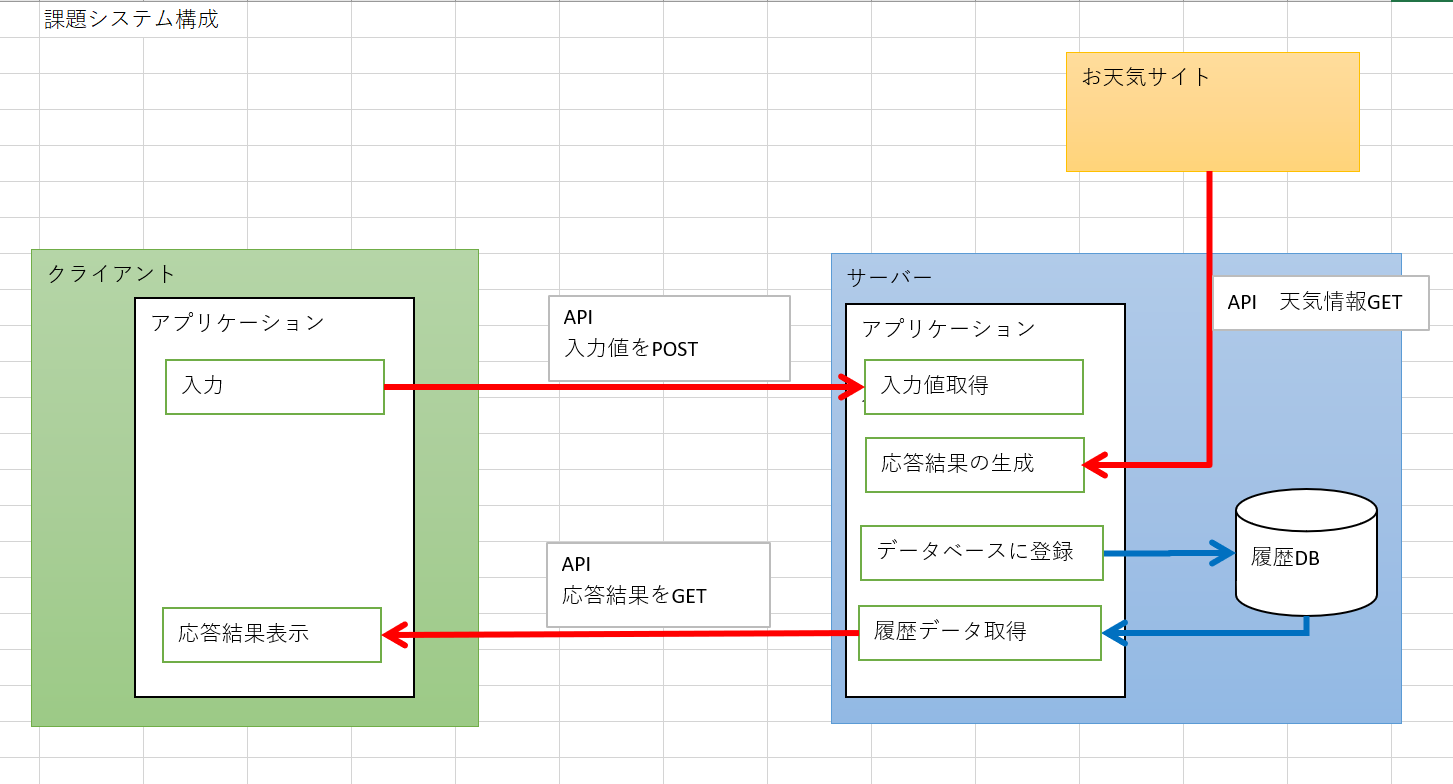 課題システム構成
お天気サイト
クライアント
アプリケーション
入力
応答結果表示
API
入力値をPOST
API
応答結果をGET
サーバー
アプリケーション
入力値取得
応答結果の生成
データベースに登録
履歴データ取得
API　天気情報GET
履歴DB